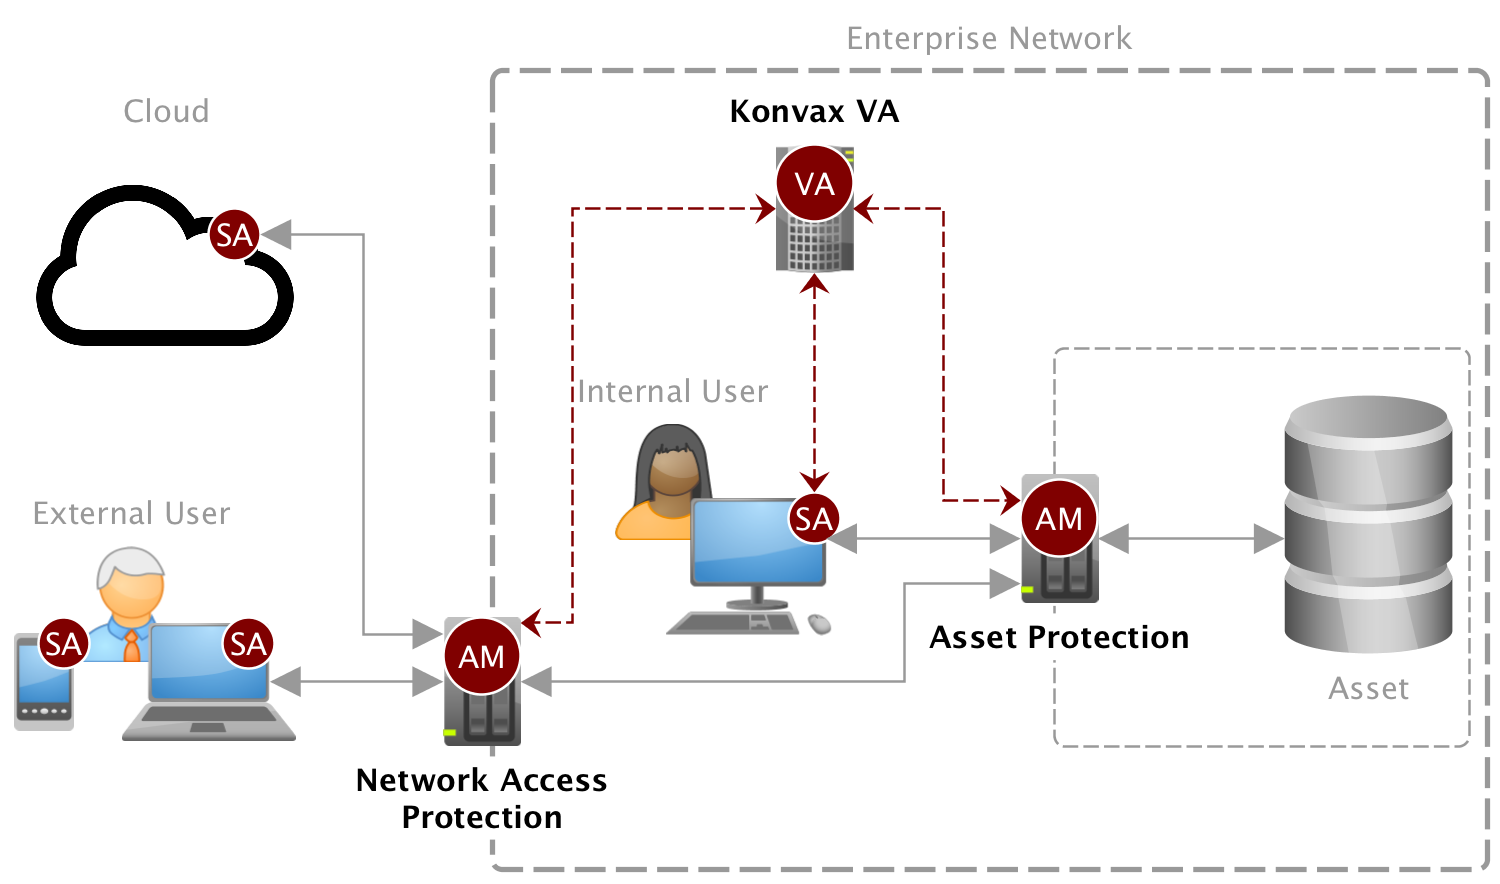 Enterprise Network
Cloud
Konvax VA
VA
SA
Internal User
External User
SA
AM
SA
SA
AM
Asset Protection
Asset
Network Access
Protection